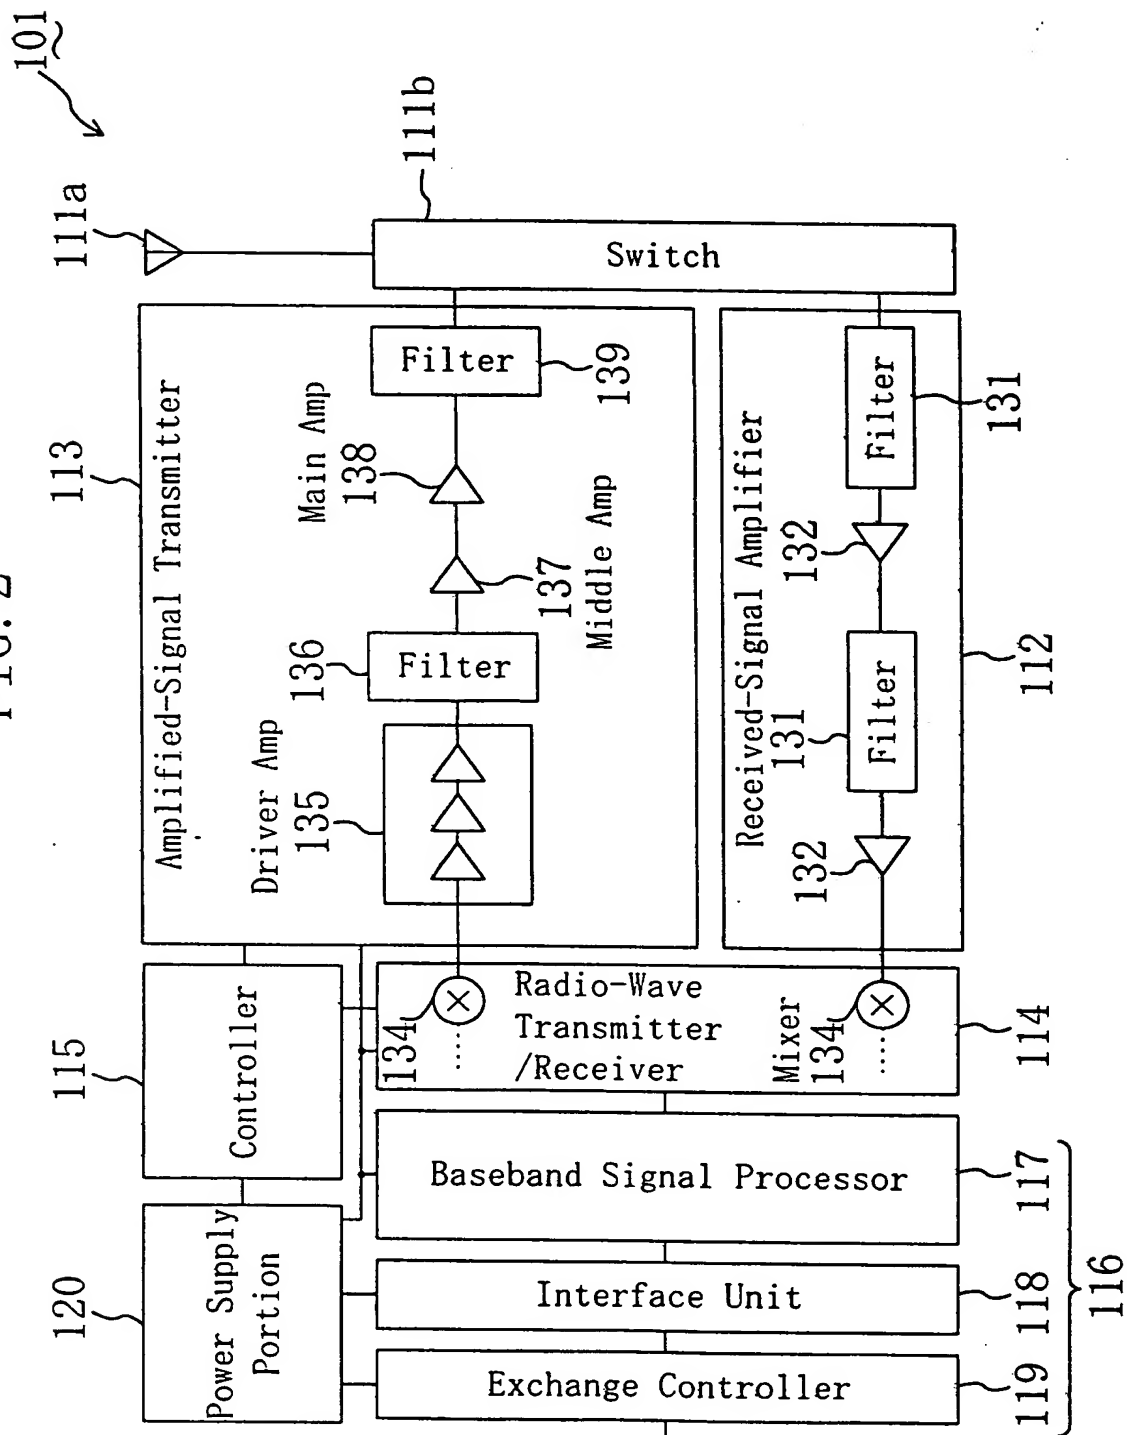 FIG. 2
101
111a
111b
Switch
113
Amplified-Signal Transmitter
Filter
139
Main Amp
138
137
Middle Amp
136
Filter
Driver Amp
135
Received-Signal Amplifier
Filter
131
132
131
Filter
132
112
115
Controller
134
Radio-Wave
Transmitter
/Receiver
Mixer
134
114
Baseband Signal Processor
117
120
Power Supply
Portion
Interface Unit
118
Exchange Controller
119
116